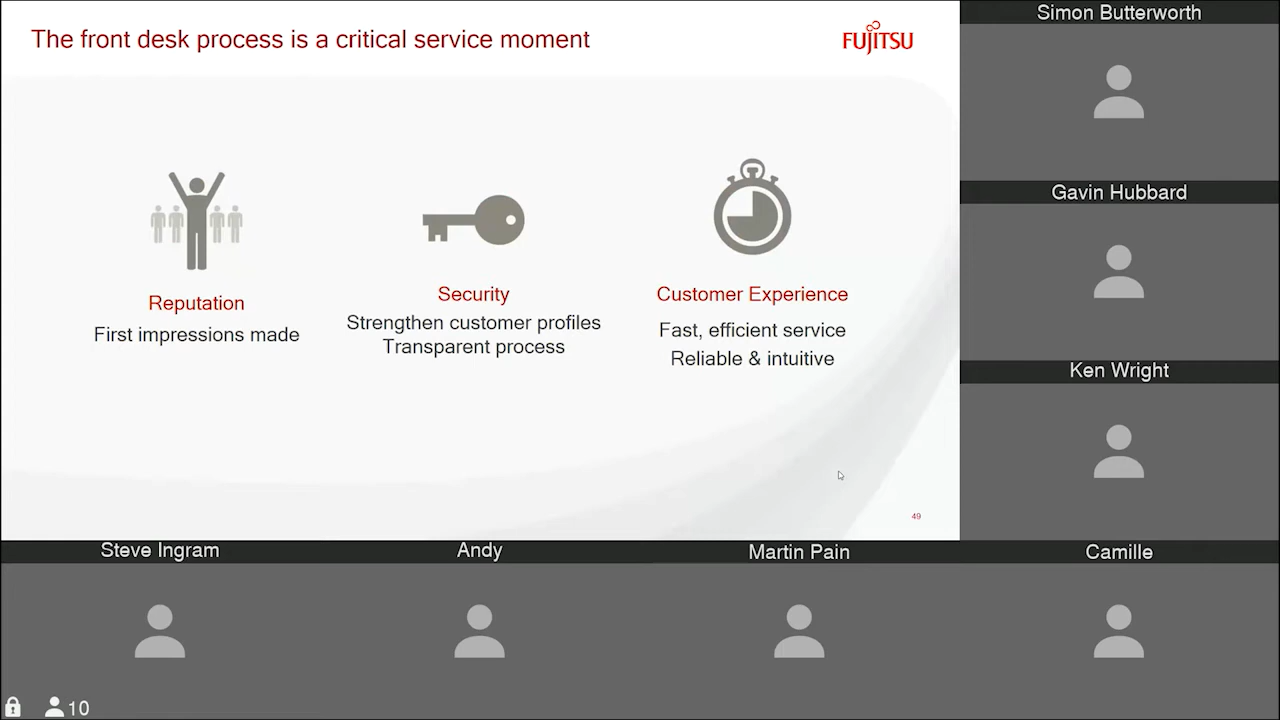 The front desk process is a critical service moment
FUJITSU
Reputation
First impressions made
Security
Strengthen customer profiles
Transparent process
Customer Experience
Fast, efficient service
Reliable & intuitive
49
Simon Butterworth
Gavin Hubbard
Ken Wright
Steve Ingram
Andy
Martin Pain
Camille
10